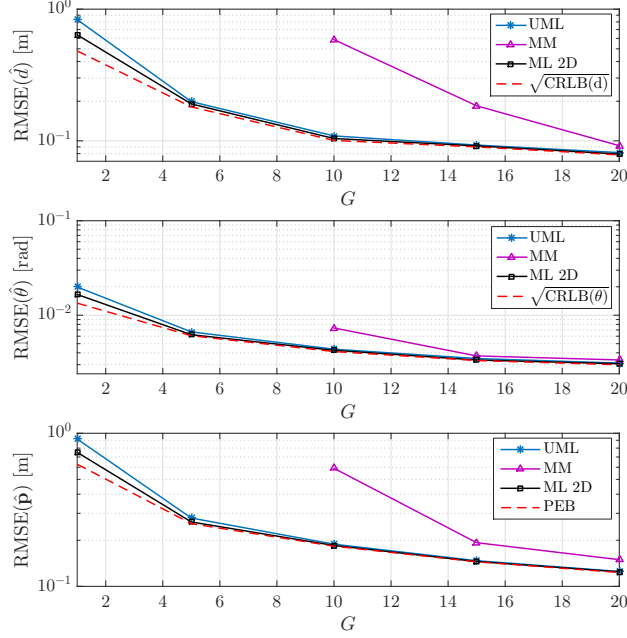 RMSE(d̂) [m]
10^0
10^-1
UML
MM
ML 2D
√CRLB(d)
2 4 6 8 10 12 14 16 18 20
G
RMSE(θ̂) [rad]
10^-1
10^-2
UML
MM
ML 2D
√CRLB(θ)
2 4 6 8 10 12 14 16 18 20
G
RMSE(p̂) [m]
10^0
10^-1
UML
MM
ML 2D
PEB
2 4 6 8 10 12 14 16 18 20
G